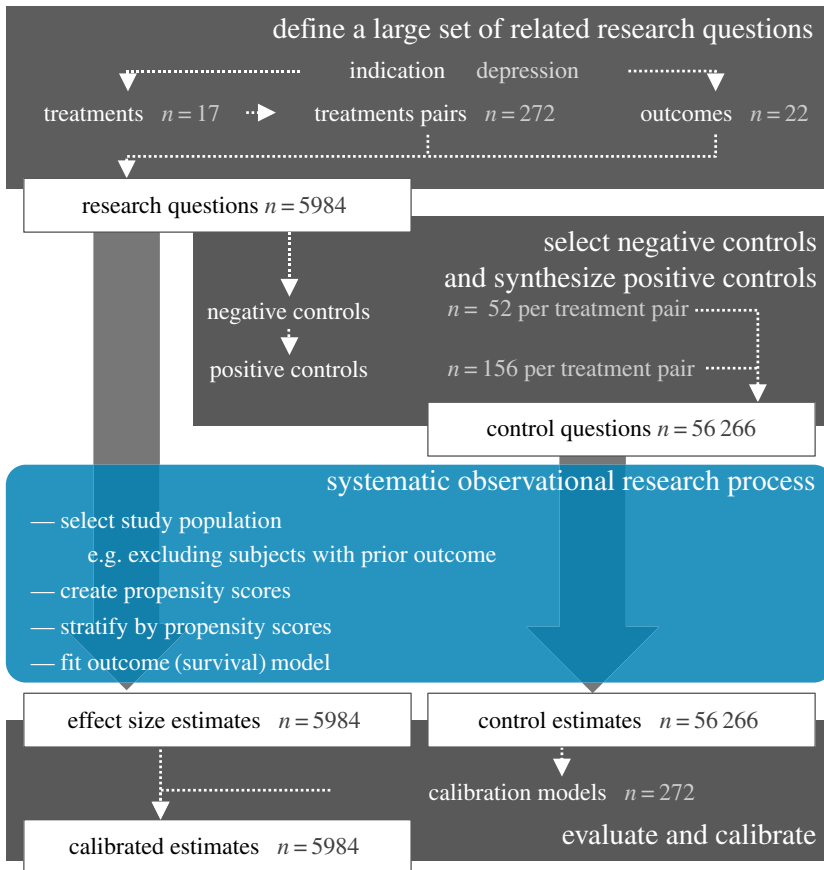 define a large set of related research questions
indication depression
treatments n = 17 treatments pairs n = 272 outcomes n = 22
research questions n = 5984
select negative controls
and synthesize positive controls
negative controls n = 52 per treatment pair
positive controls n = 156 per treatment pair
control questions n = 56 266
systematic observational research process
— select study population
e.g. excluding subjects with prior outcome
— create propensity scores
— stratify by propensity scores
— fit outcome (survival) model
effect size estimates n = 5984 control estimates n = 56 266
calibration models n = 272
evaluate and calibrate
calibrated estimates n = 5984